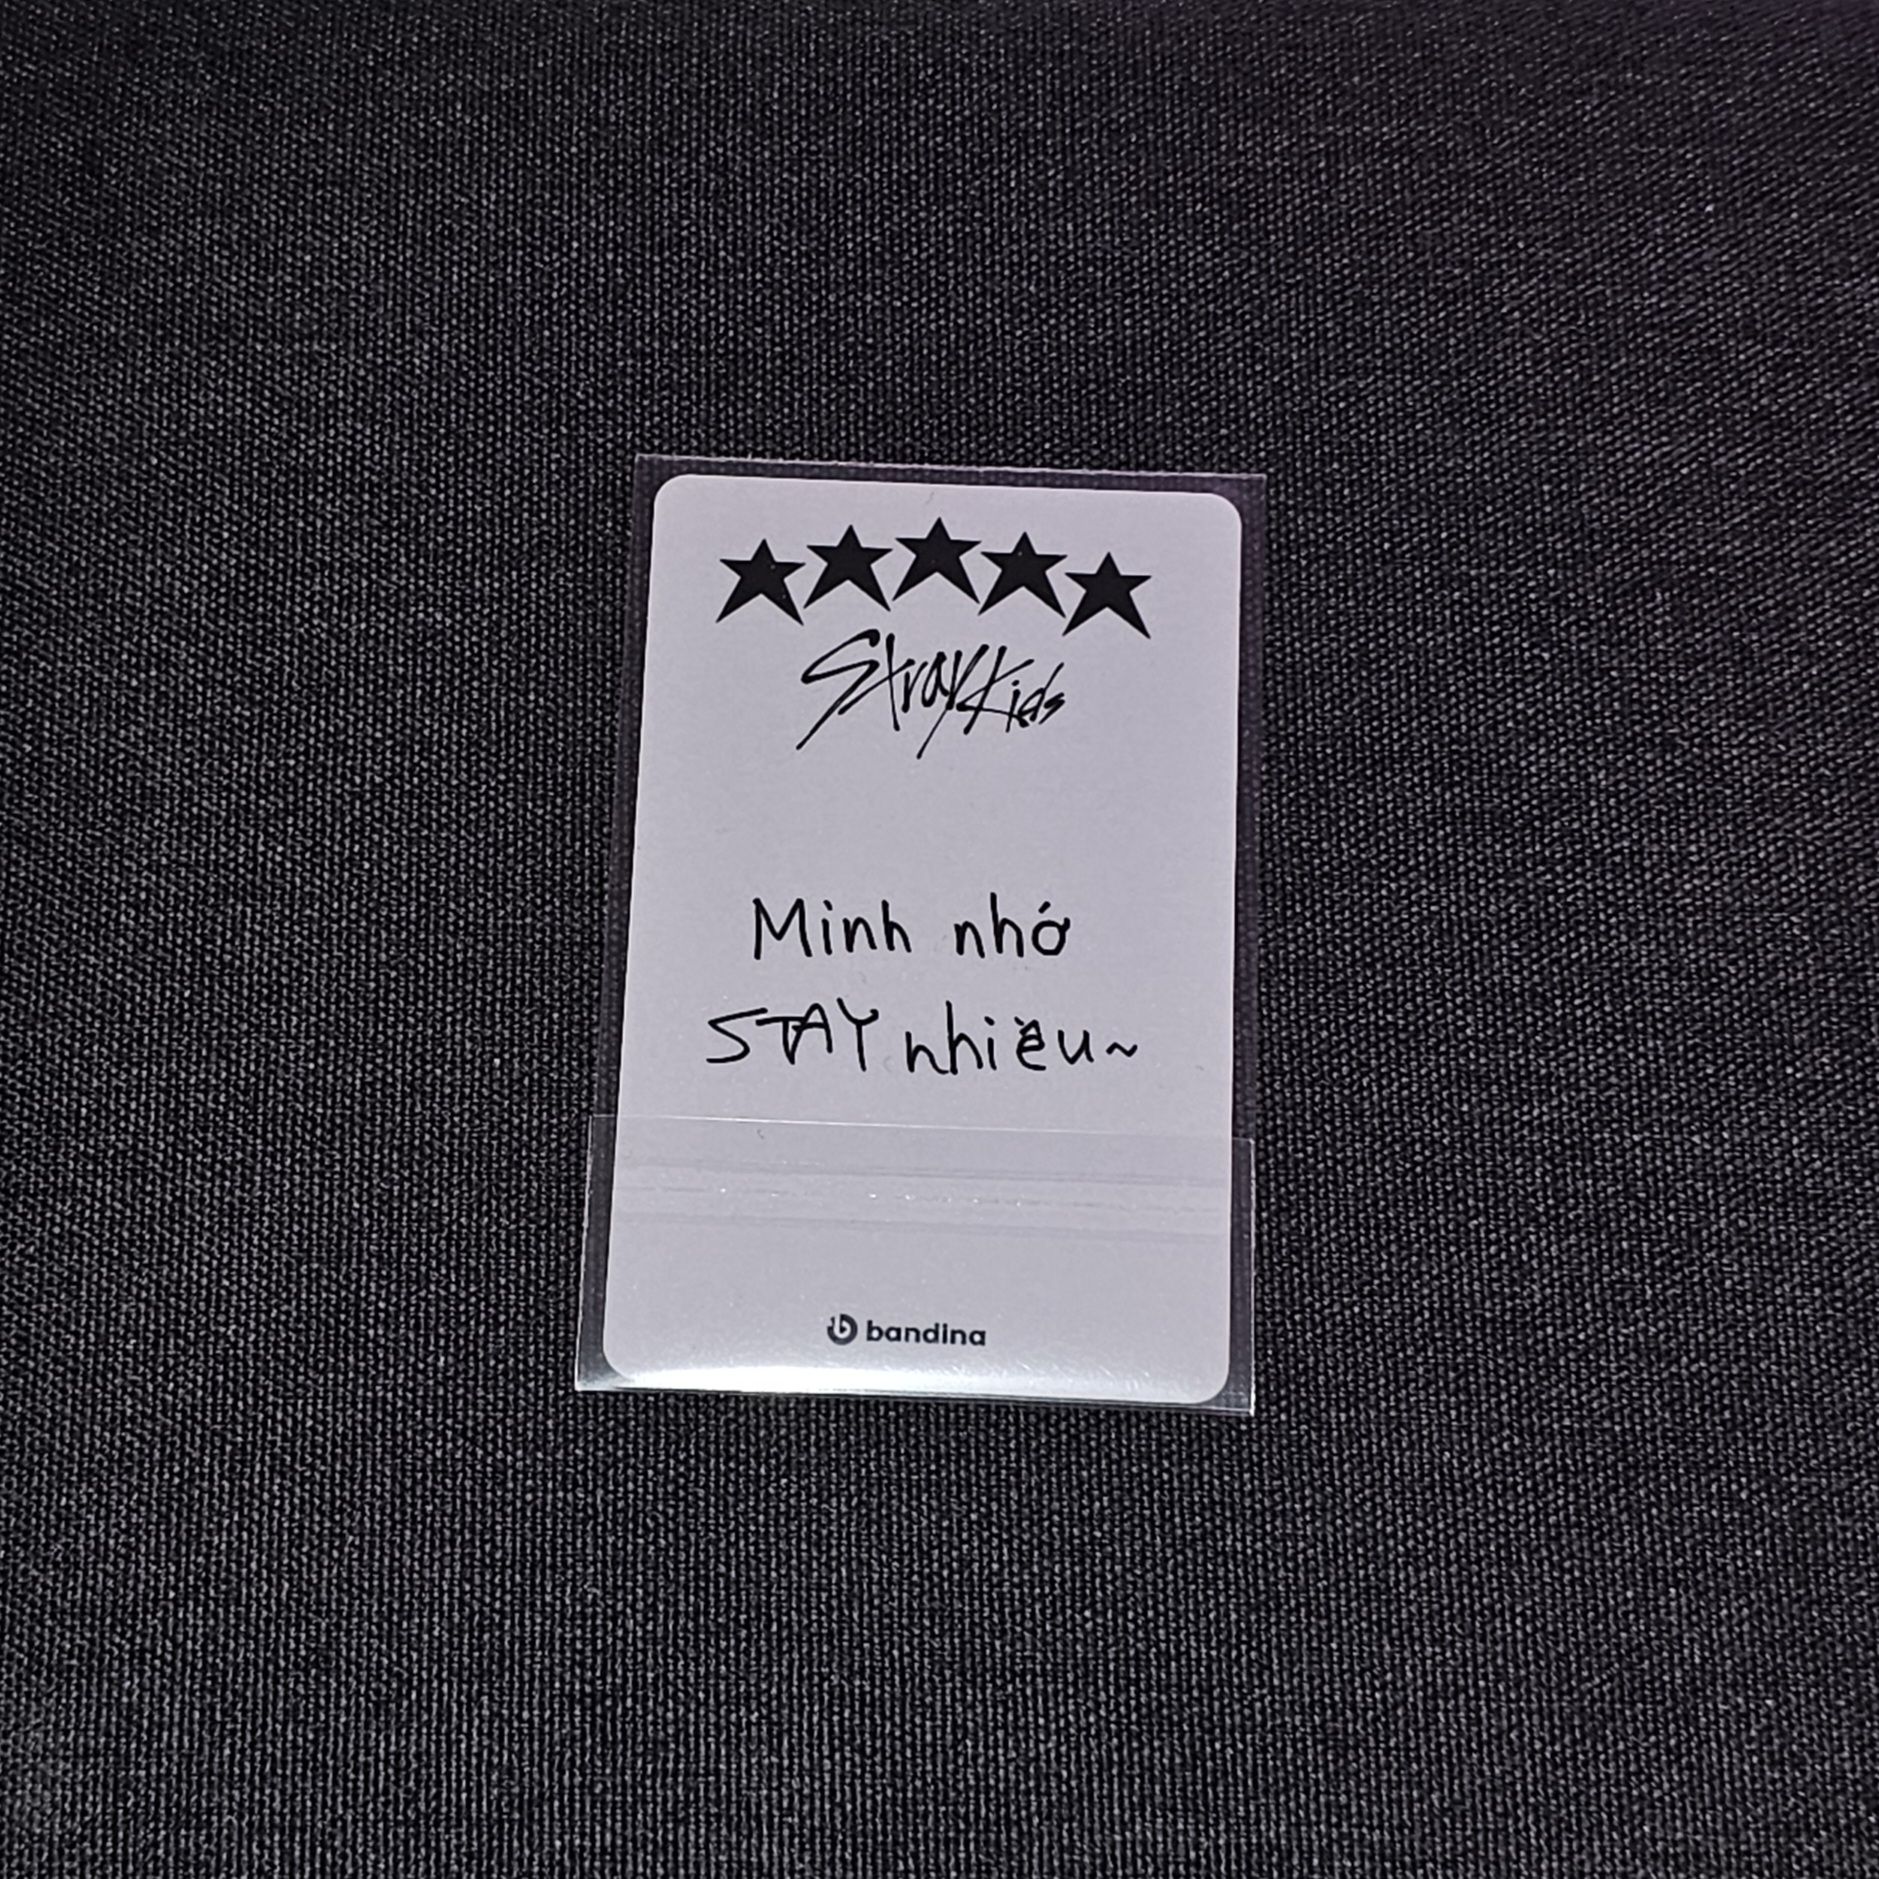 ★★★★★
Stray Kids
Minh nhớ
STAY nhiều~
bandina